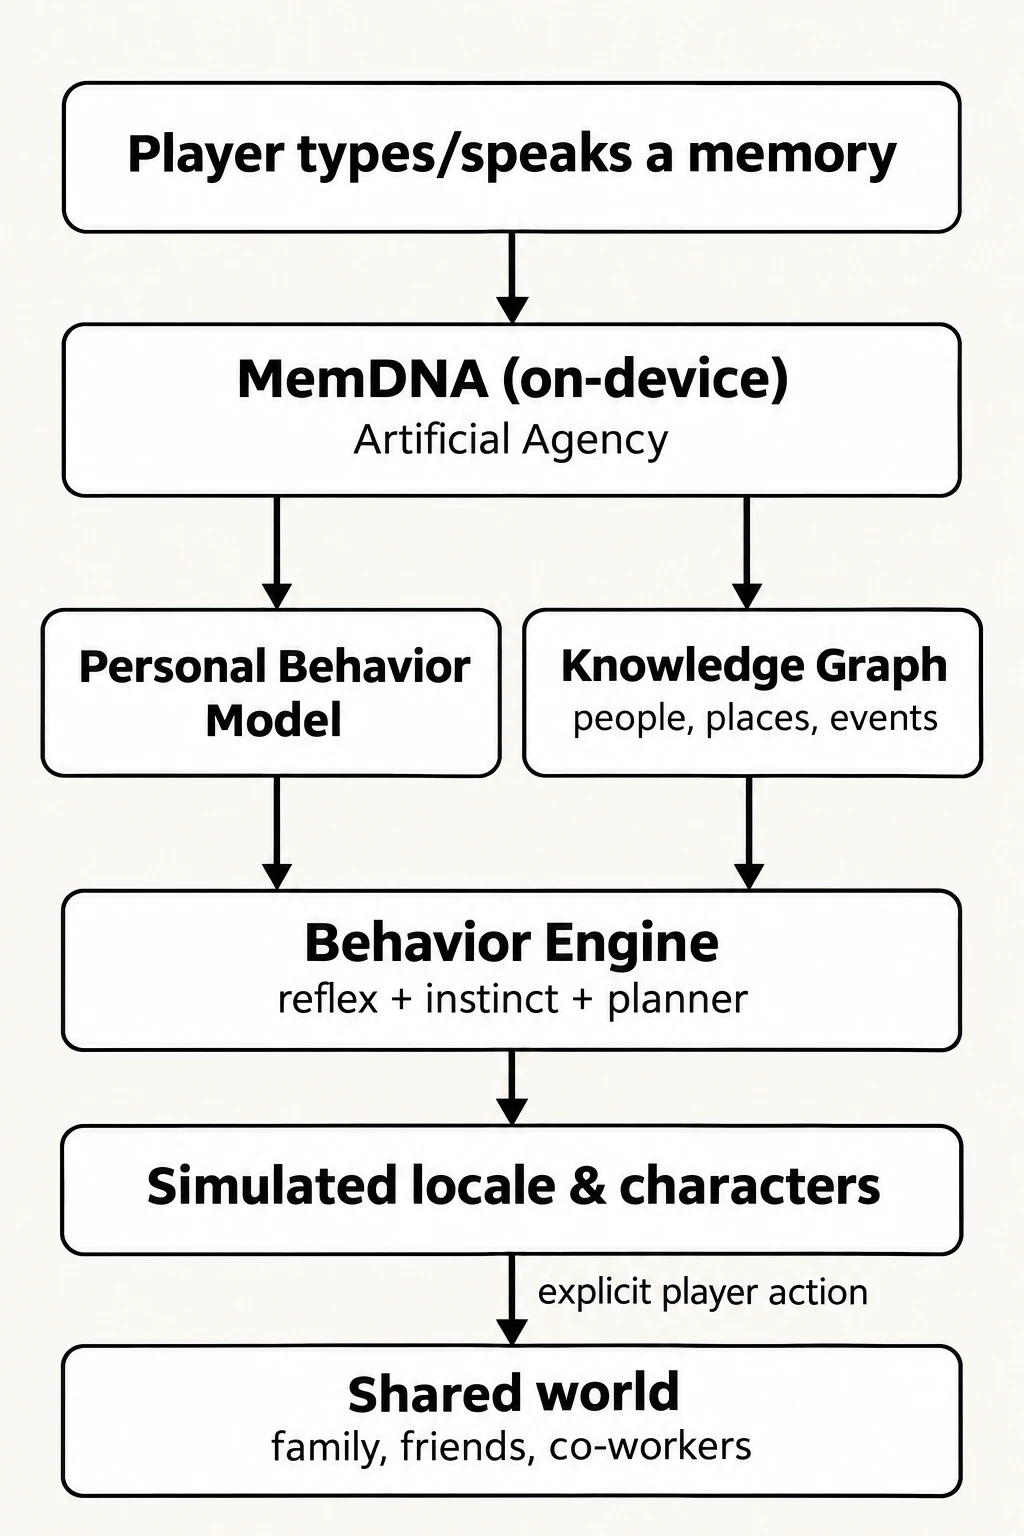 Player types/speaks a memory
MemDNA (on-device)
Artificial Agency
Personal Behavior
Model
Knowledge Graph
people, places, events
Behavior Engine
reflex + instinct + planner
Simulated locale & characters
explicit player action
Shared world
family, friends, co-workers